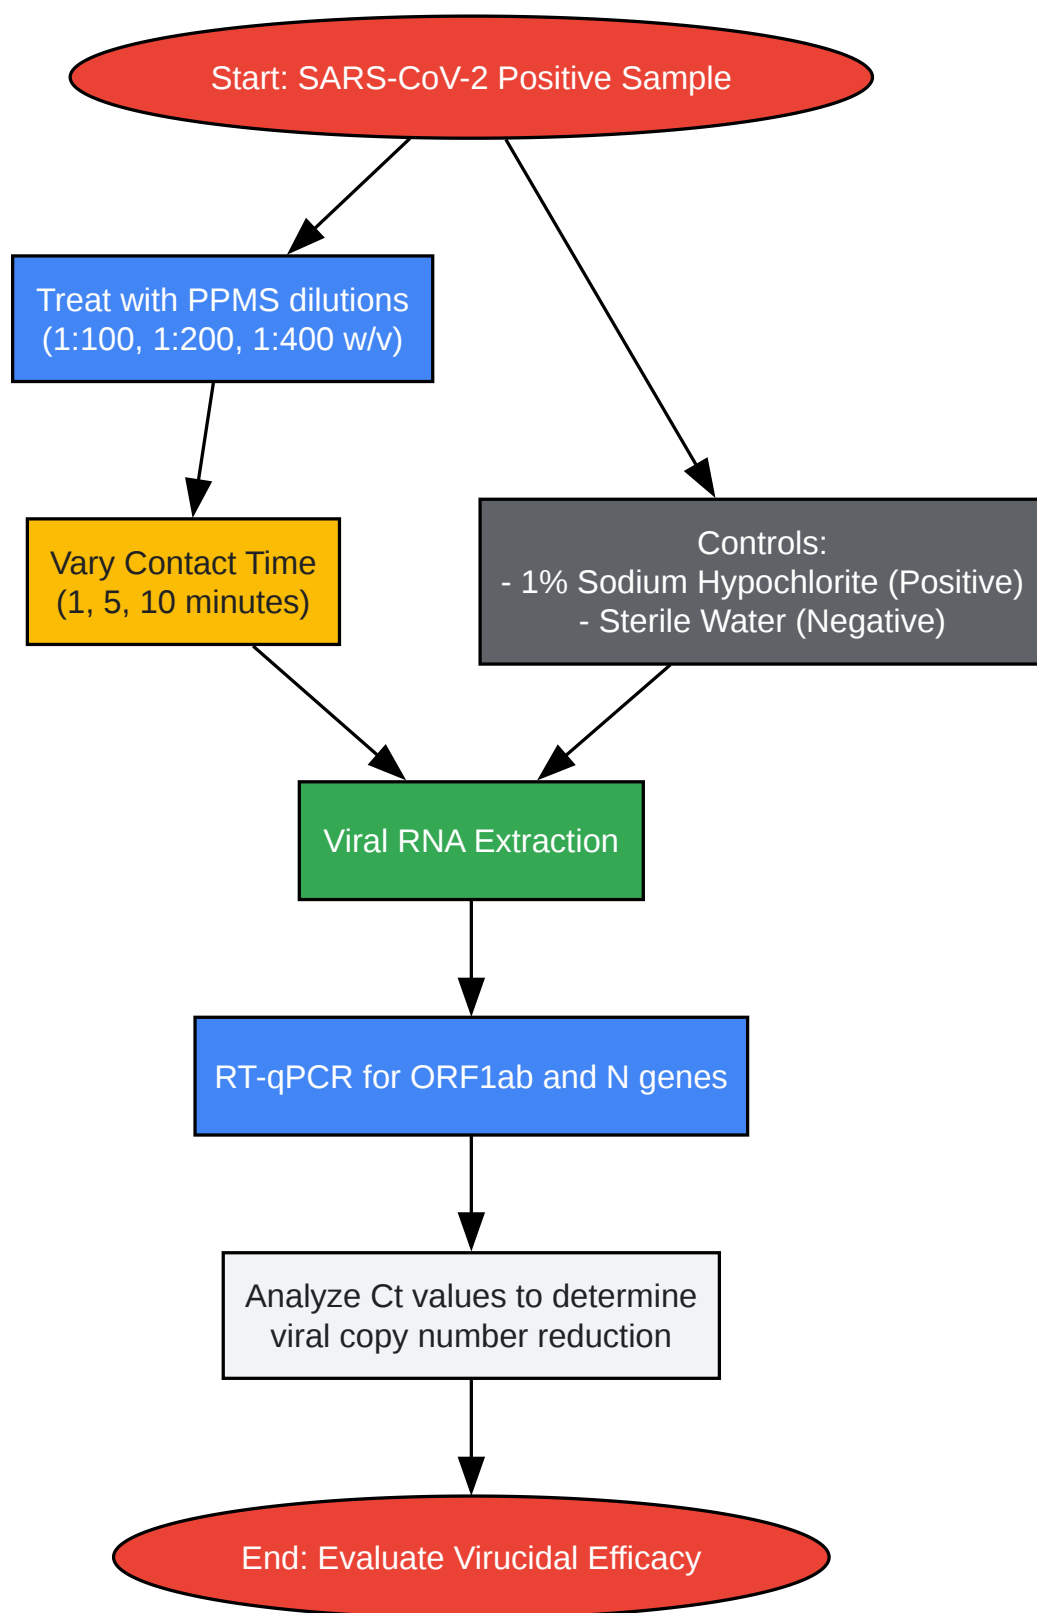 Start: SARS-CoV-2 Positive Sample
Treat with PPMS dilutions
(1:100, 1:200, 1:400 w/v)
Vary Contact Time
(1, 5, 10 minutes)
Controls:
- 1% Sodium Hypochlorite (Positive)
- Sterile Water (Negative)
Viral RNA Extraction
RT-qPCR for ORF1ab and N genes
Analyze Ct values to determine
viral copy number reduction
End: Evaluate Virucidal Efficacy